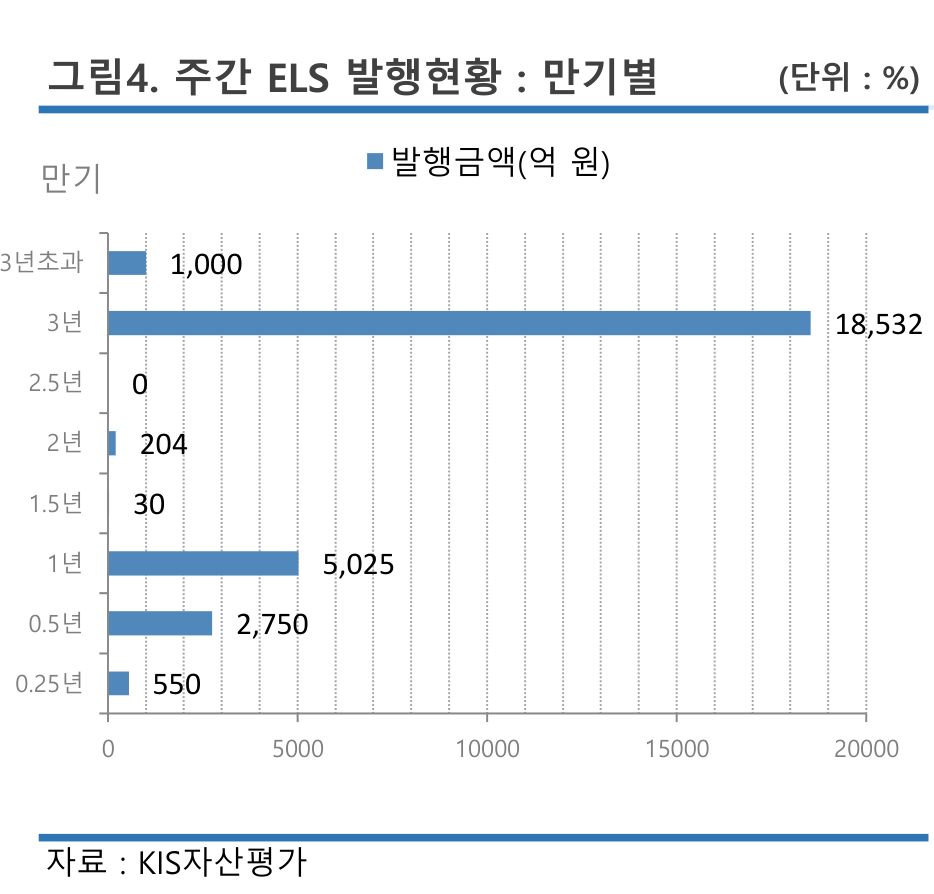 그림4. 주간 ELS 발행현황 : 만기별 (단위 : %)
발행금액(억 원)
만기
3년초과 1,000
3년 18,532
2.5년 0
2년 204
1.5년 30
1년 5,025
0.5년 2,750
0.25년 550
0 5000 10000 15000 20000
자료 : KIS자산평가